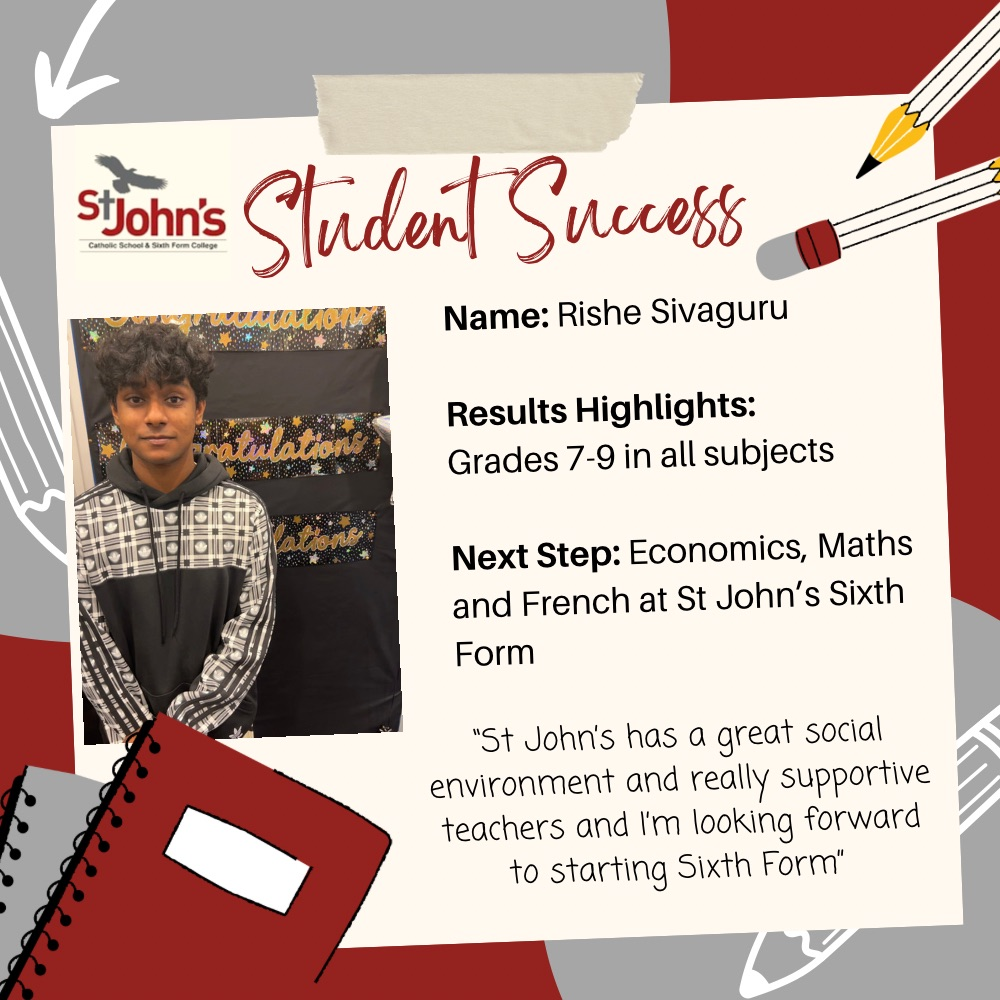 St John's
Catholic School & Sixth Form College
Student Success
Congratulations
Name: Rishe Sivaguru
Results Highlights:
Grades 7-9 in all subjects
Next Step: Economics, Maths
and French at St John’s Sixth
Form
"St John's has a great social
environment and really supportive
teachers and I'm looking forward
to starting Sixth Form"